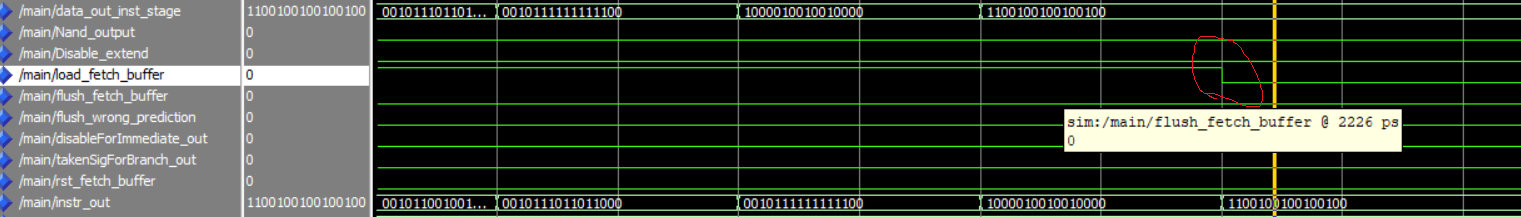 /main/data_out_inst_stage 1100100100100100 001011101101... 0010111111111100 1000010010010000 1100100100100100
/main/Nand_output 0
/main/Disable_extend 0
/main/load_fetch_buffer 0
/main/flush_fetch_buffer 0
/main/flush_wrong_prediction 0
sim:/main/flush_fetch_buffer @ 2226 ps
0
/main/disableForImmediate_out 0
/main/takenSigForBranch_out 0
/main/rst_fetch_buffer 0
/main/instr_out 1100100100100100 001011001001... 0010111011011000 0010111111111100 1000010010010000 1100100100100100